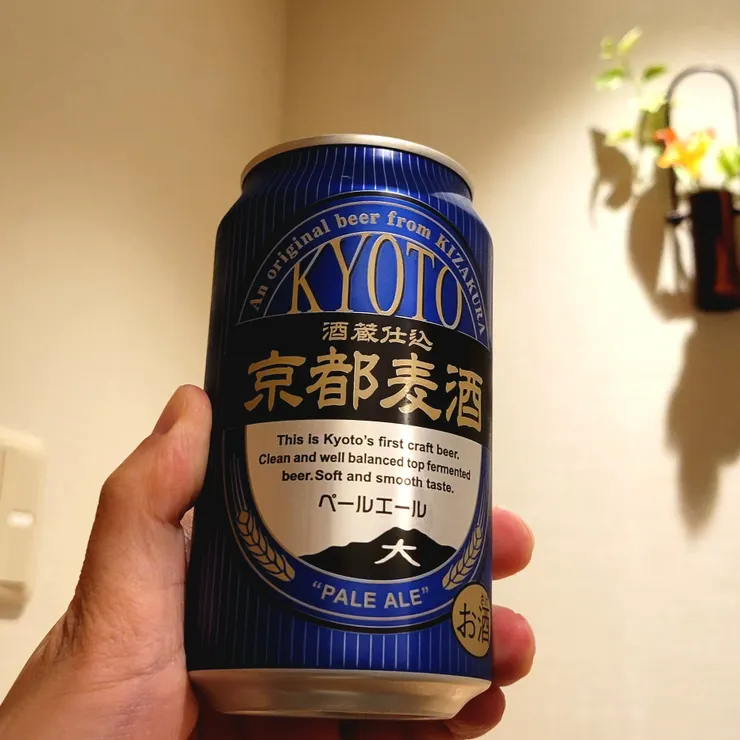 An original beer from KIZAKURA
KYOTO
酒蔵仕込
京都麦酒
This is Kyoto's first craft beer.
Clean and well balanced top fermented
beer.Soft and smooth taste.
ペールエール
大
"PALE ALE"
お酒